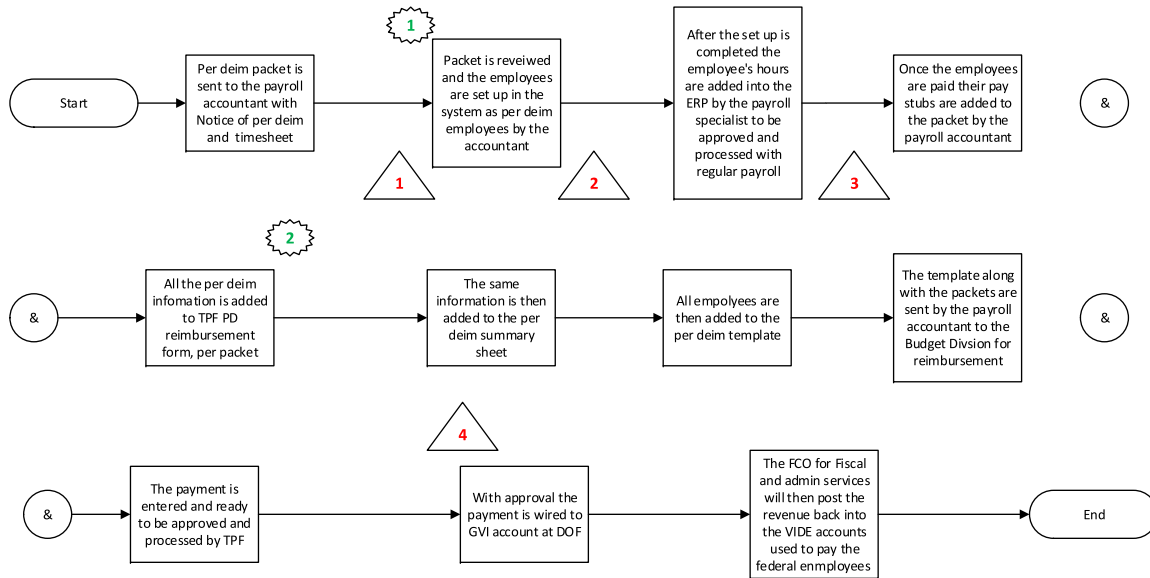 1
Start
Per deim packet is
sent to the payroll
accountant with
Notice of per deim
and timesheet
Packet is reveiwed
and the employees
are set up in the
system as per deim
employees by the
accountant
After the set up is
completed the
employee's hours
are added into the
ERP by the payroll
specialist to be
approved and
processed with
regular payroll
Once the employees
are paid their pay
stubs are added to
the packet by the
payroll accountant
&
1
2
3
2
&
All the per deim
infomation is added
to TPF PD
reimbursement
form, per packet
The same
information is then
added to the per
deim summary
sheet
All empolyees are
then added to the
per deim template
The template along
with the packets are
sent by the payroll
accountant to the
Budget Divsion for
reimbursement
&
4
&
The payment is
entered and ready
to be approved and
processed by TPF
With approval the
payment is wired to
GVI account at DOF
The FCO for Fiscal
and admin services
will then post the
revenue back into
the VIDE accounts
used to pay the
federal enmployees
End